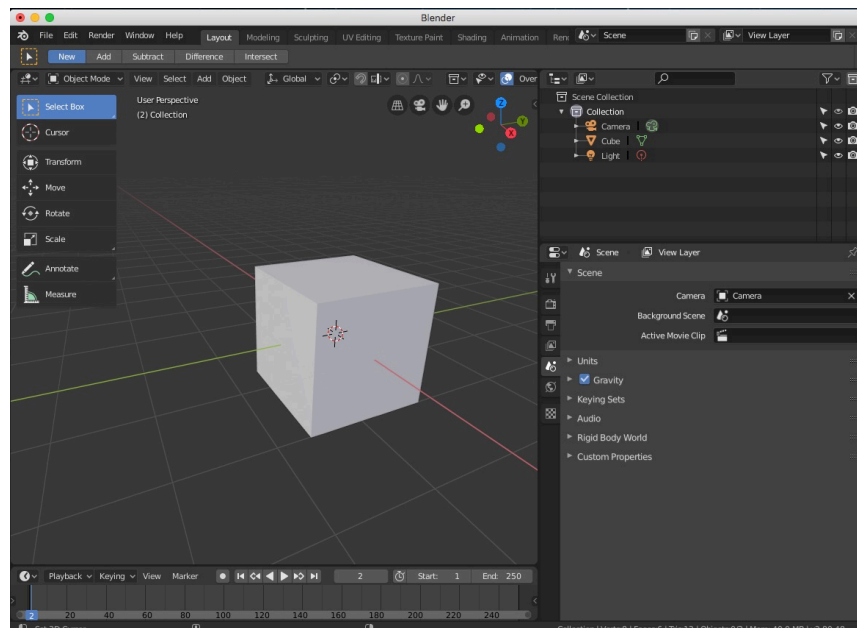 Blender
File Edit Render Window Help Layout Modeling Sculpting UV Editing Texture Paint Shading Animation Scene View Layer
New Add Subtract Difference Intersect
Object Mode View Select Add Object Global Over
Select Box
Cursor
Transform
Move
Rotate
Scale
Annotate
Measure
User Perspective
(2) Collection
Z
Y
X
Scene Collection
Collection
Camera
Cube
Light
Scene View Layer
Scene
Camera Camera
Background Scene
Active Movie Clip
Units
Gravity
Keying Sets
Audio
Rigid Body World
Custom Properties
Playback Keying View Marker 2 Start: 1 End: 250
2 20 40 60 80 100 120 140 160 180 200 220 240